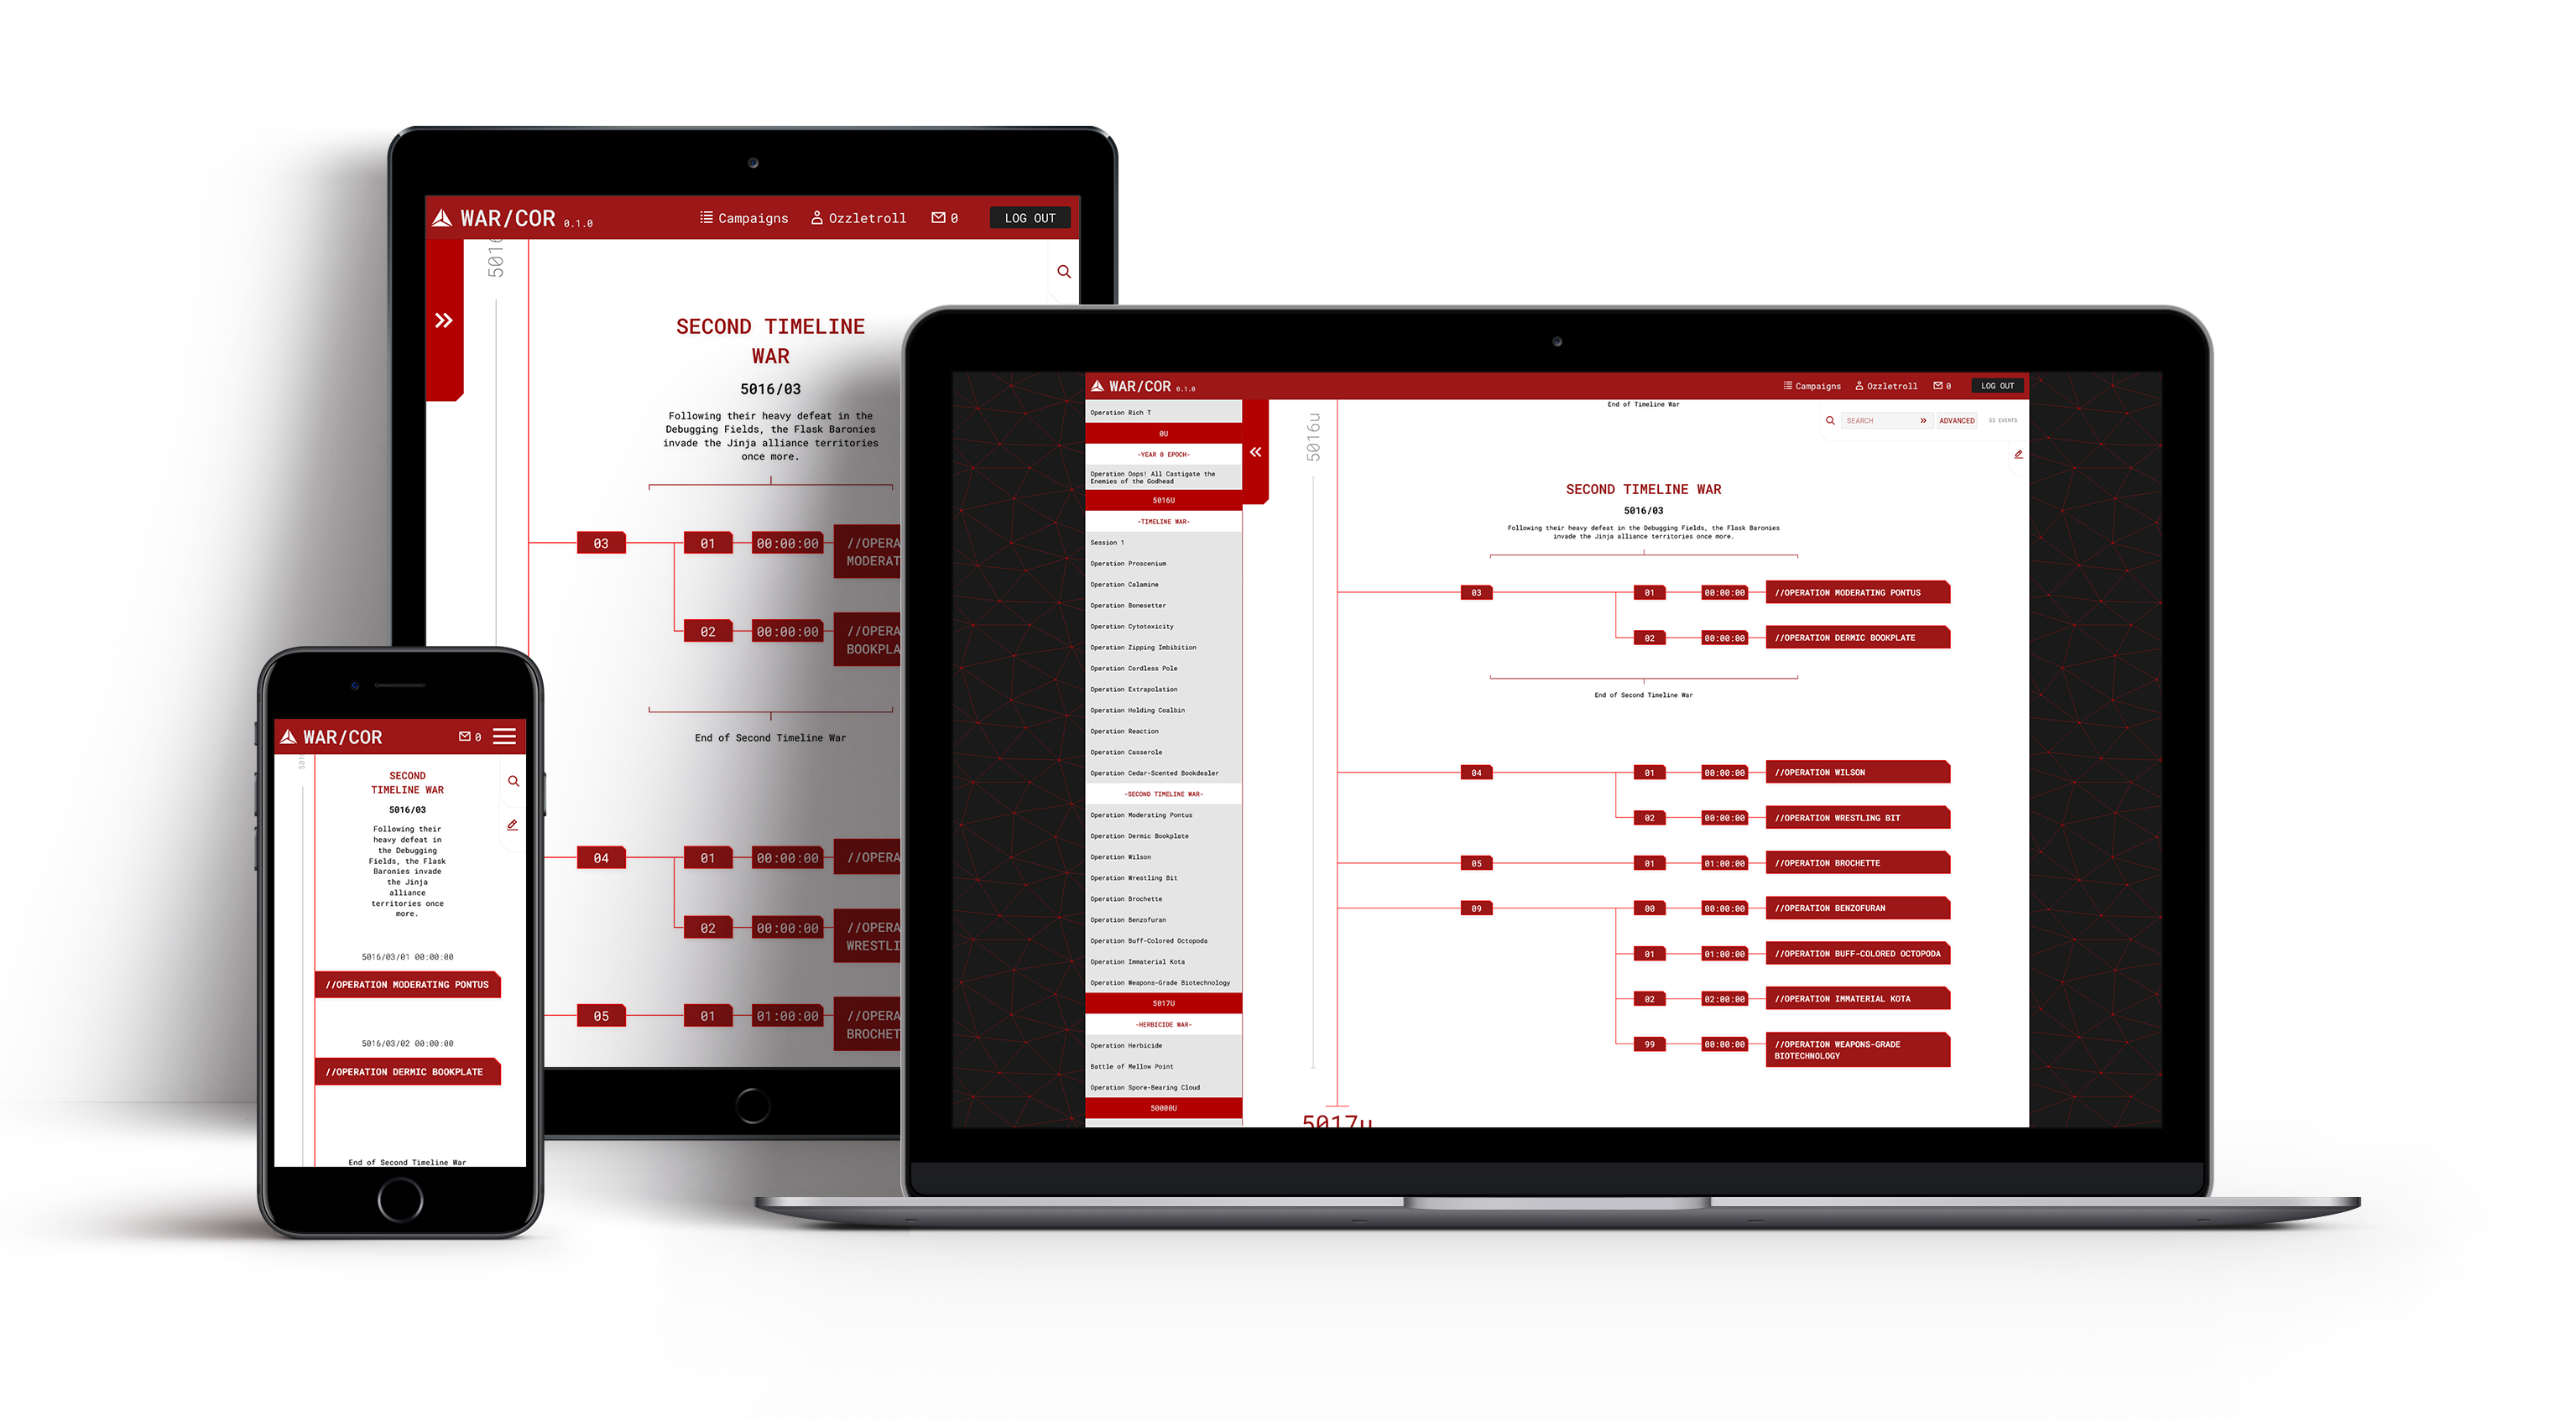 WAR/COR 0.1.0
Campaigns
Ozzletroll
0
LOG OUT
SECOND TIMELINE
WAR
5016/03
Following their heavy defeat in the
Debugging Fields, the Flask Baronies
invade the Jinja alliance territories
once more.
03
01
00:00:00
//OPERA
MODERAT
02
00:00:00
//OPERA
BOOKPLA
End of Second Timeline War
04
01
00:00:00
//OPERA
02
00:00:00
//OPERA
WRESTLI
05
01
01:00:00
//OPERA
BROCHET
WAR/COR
0
SECOND
TIMELINE WAR
5016/03
Following their
heavy defeat in
the Debugging
Fields, the Flask
Baronies invade
the Jinja
alliance
territories once
more.
5016/03/01 00:00:00
//OPERATION MODERATING PONTUS
5016/03/02 00:00:00
//OPERATION DERMIC BOOKPLATE
End of Second Timeline War
WAR/COR 0.1.0
Campaigns
Ozzletroll
0
LOG OUT
Operation Rich T
0U
-YEAR 0 EPOCH-
Operation Oops! All Castigate the
Enemies of the Godhead
5016U
-TIMELINE WAR-
Session 1
Operation Proscenium
Operation Calamine
Operation Bonesetter
Operation Cytotoxicity
Operation Zipping Imbibition
Operation Cordless Pole
Operation Extrapolation
Operation Holding Coalbin
Operation Reaction
Operation Casserole
Operation Cedar-Scented Bookdealer
-SECOND TIMELINE WAR-
Operation Moderating Pontus
Operation Dermic Bookplate
Operation Wilson
Operation Wrestling Bit
Operation Brochette
Operation Benzofuran
Operation Buff-Colored Octopoda
Operation Immaterial Kota
Operation Weapons-Grade Biotechnology
5017U
-HERBICIDE WAR-
Operation Herbicide
Battle of Mellow Point
Operation Spore-Bearing Cloud
50000U
5016u
End of Timeline War
SEARCH
ADVANCED
33 EVENTS
SECOND TIMELINE WAR
5016/03
Following their heavy defeat in the Debugging Fields, the Flask Baronies
invade the Jinja alliance territories once more.
03
01
00:00:00
//OPERATION MODERATING PONTUS
02
00:00:00
//OPERATION DERMIC BOOKPLATE
End of Second Timeline War
04
01
00:00:00
//OPERATION WILSON
02
00:00:00
//OPERATION WRESTLING BIT
05
01
01:00:00
//OPERATION BROCHETTE
09
00
00:00:00
//OPERATION BENZOFURAN
01
01:00:00
//OPERATION BUFF-COLORED OCTOPODA
02
02:00:00
//OPERATION IMMATERIAL KOTA
99
00:00:00
//OPERATION WEAPONS-GRADE
BIOTECHNOLOGY
5017u